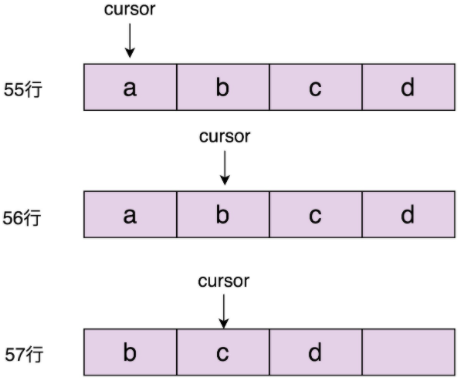 cursor
55行 a b c d
cursor
56行 a b c d
cursor
57行 b c d